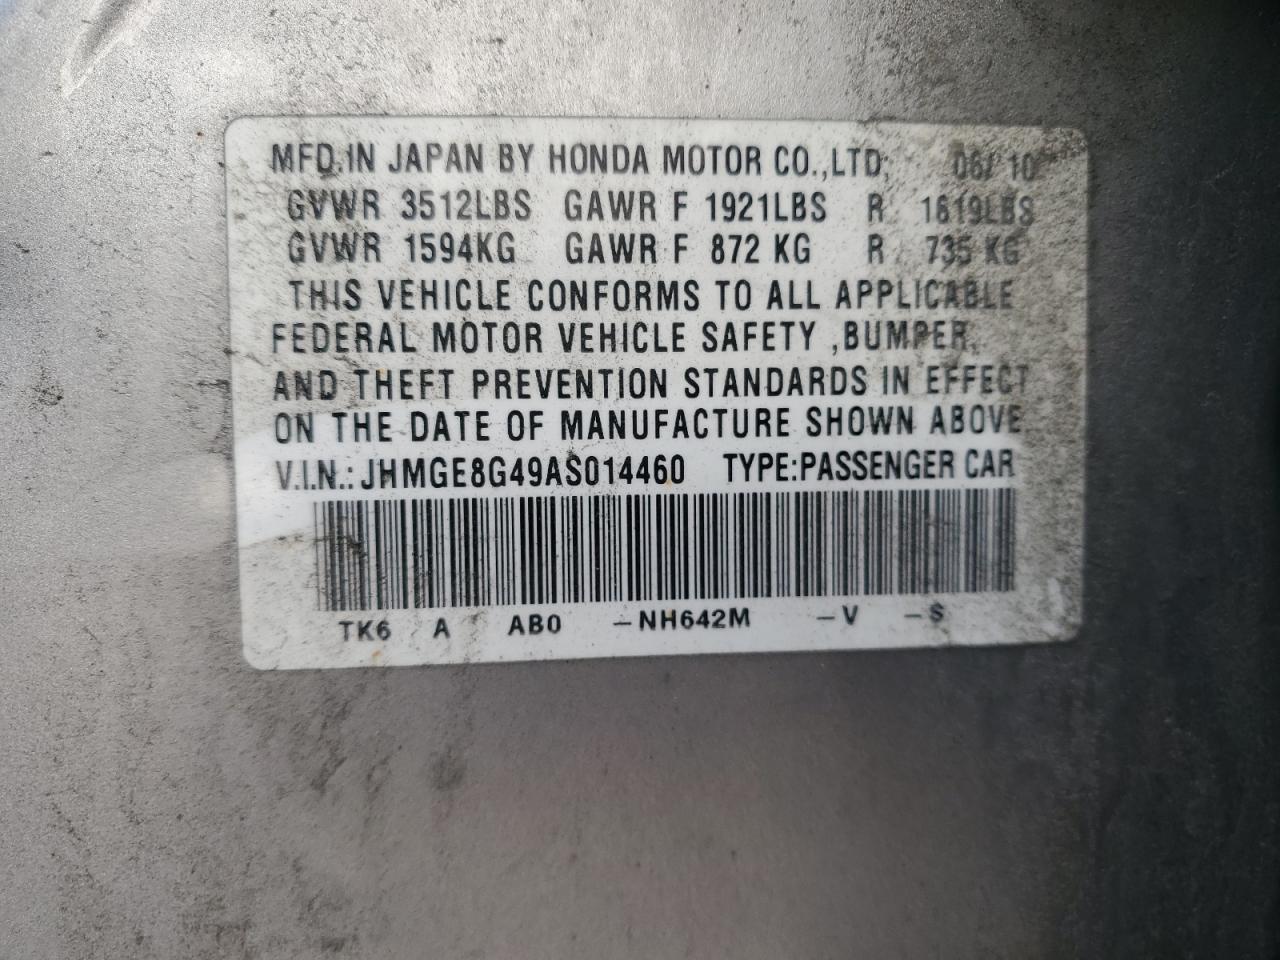 MFD.IN JAPAN BY HONDA MOTOR CO.,LTD. 06/ 10
GVWR 3512LBS GAWR F 1921LBS R 1619LBS
GVWR 1594KG GAWR F 872 KG R 735 KG
THIS VEHICLE CONFORMS TO ALL APPLICABLE
FEDERAL MOTOR VEHICLE SAFETY ,BUMPER,
AND THEFT PREVENTION STANDARDS IN EFFECT
ON THE DATE OF MANUFACTURE SHOWN ABOVE.
V.I.N.: JHMGE8G49AS014460 TYPE:PASSENGER CAR
TK6 A AB0 -NH642M -V -S